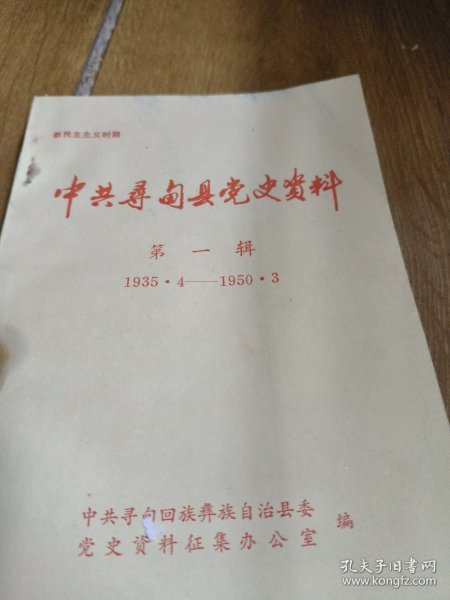 新民主主义时期
中共寻甸县党史资料
第一辑
1935·4——1950·3
中共寻甸回族彝族自治县委
党史资料征集办公室 编
孔夫子旧书网
www.kongfz.com